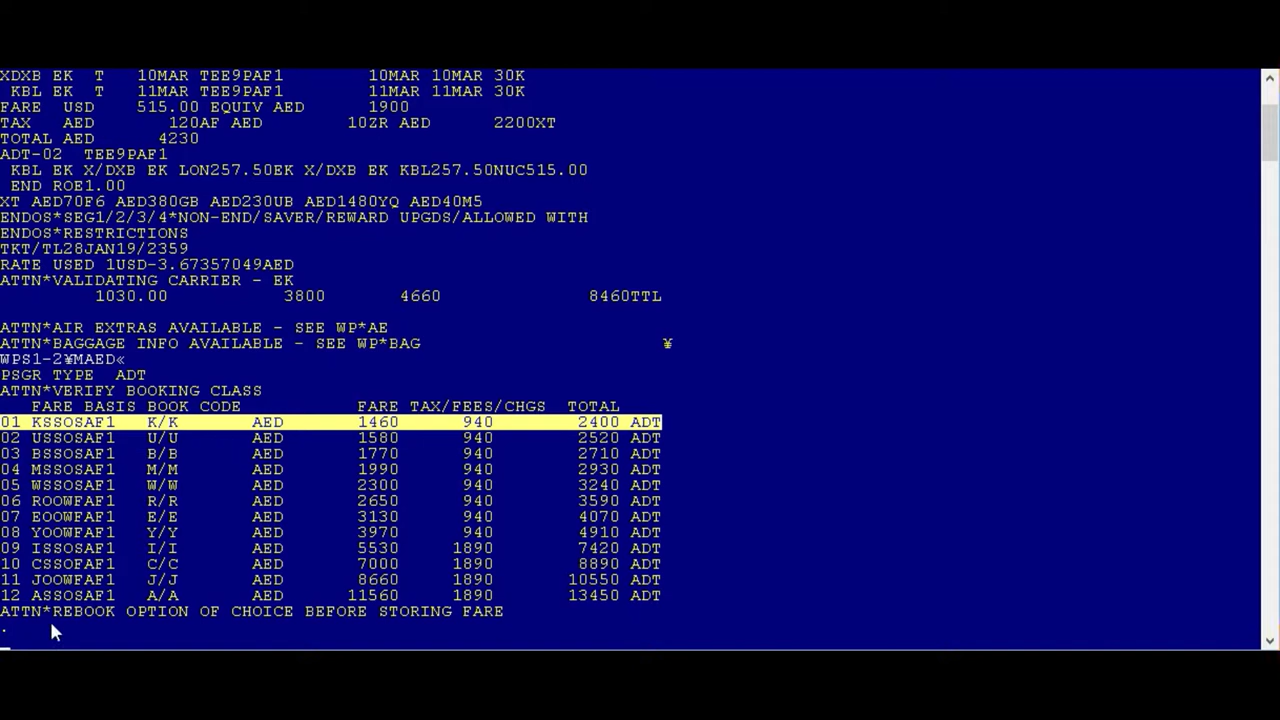 XDXB EK  T   10MAR TEE9PAF1        10MAR 10MAR 30K
 KBL EK  T   11MAR TEE9PAF1        11MAR 11MAR 30K
FARE  USD    515.00 EQUIV AED      1900
TAX   AED       120AF AED        10ZR AED      2200XT
TOTAL AED      4230
ADT-02  TEE9PAF1
 KBL EK X/DXB EK LON257.50EK X/DXB EK KBL257.50NUC515.00
 END ROE1.00
XT AED70F6 AED380GB AED230UB AED1480YQ AED40M5
ENDOS*SEG1/2/3/4*NON-END/SAVER/REWARD UPGDS/ALLOWED WITH
ENDOS*RESTRICTIONS
TKT/TL28JAN19/2359
RATE USED 1USD-3.67357049AED
ATTN*VALIDATING CARRIER - EK
         1030.00           3800       4660              8460TTL
ATTN*AIR EXTRAS AVAILABLE - SEE WP*AE
ATTN*BAGGAGE INFO AVAILABLE - SEE WP*BAG                       ¥
WPS1-2¥MAED«
PSGR TYPE  ADT
ATTN*VERIFY BOOKING CLASS
   FARE BASIS BOOK CODE           FARE TAX/FEES/CHGS  TOTAL
01 KSSOSAF1   K/K       AED       1460      940        2400 ADT
02 USSOSAF1   U/U       AED       1580      940        2520 ADT
03 BSSOSAF1   B/B       AED       1770      940        2710 ADT
04 MSSOSAF1   M/M       AED       1990      940        2930 ADT
05 WSSOSAF1   W/W       AED       2300      940        3240 ADT
06 ROOWFAF1   R/R       AED       2650      940        3590 ADT
07 EOOWFAF1   E/E       AED       3130      940        4070 ADT
08 YOOWFAF1   Y/Y       AED       3970      940        4910 ADT
09 ISSOSAF1   I/I       AED       5530     1890        7420 ADT
10 CSSOSAF1   C/C       AED       7000     1890        8890 ADT
11 JOOWFAF1   J/J       AED       8660     1890       10550 ADT
12 ASSOSAF1   A/A       AED      11560     1890       13450 ADT
ATTN*REBOOK OPTION OF CHOICE BEFORE STORING FARE
.